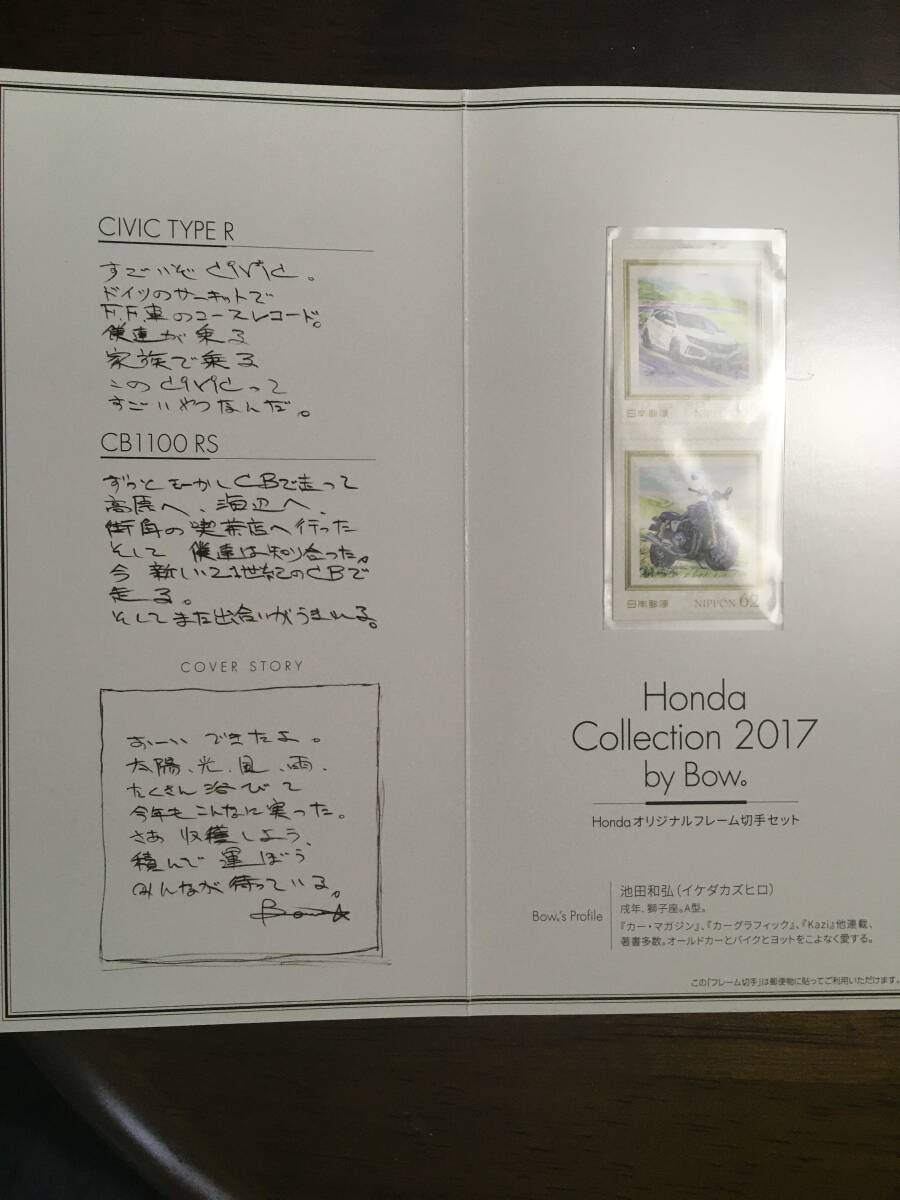 CIVIC TYPE R
すごいぞ CIVIC。
ドイツのサーキットで
F.F.車のコースレコード。
僕達が乗る
家族で乗る
この CIVICって
すごいやつなんだ。
CB1100 RS
ずっとむかしCBで走って
高原へ、海辺へ、
街角の喫茶店へ行った
そして 僕達は知り合った。
今 新しい21世紀のCBで
走る。
そしてまた出合いがうまれる。
COVER STORY
おーい できたよ。
太陽、光、風、雨、
たくさん浴びて
今年もこんなに実った。
さあ 収穫しよう、
積んで 運ぼう
みんなが待っている。
Bow
日本郵便 NIPPON
日本郵便 NIPPON 62
Honda
Collection 2017
by Bow。
Hondaオリジナルフレーム切手セット
Bow。's Profile
池田和弘(イケダカズヒロ)
戌年、獅子座。A型。
『カー・マガジン』、『カーグラフィック』、『Kazi』他連載、
著書多数。オールドカーとバイクとヨットをこよなく愛する。
この「フレーム切手」は郵便物に貼ってご利用いただけます。